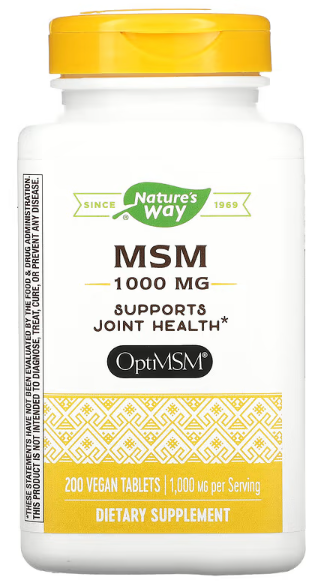 SINCE
Nature's
Way®
1969
MSM
1000 MG
SUPPORTS
JOINT HEALTH*
OptiMSM®
200 VEGAN TABLETS | 1,000 MG per Serving
DIETARY SUPPLEMENT
*THESE STATEMENTS HAVE NOT BEEN EVALUATED BY THE FOOD & DRUG ADMINISTRATION.
THIS PRODUCT IS NOT INTENDED TO DIAGNOSE, TREAT, CURE, OR PREVENT ANY DISEASE.